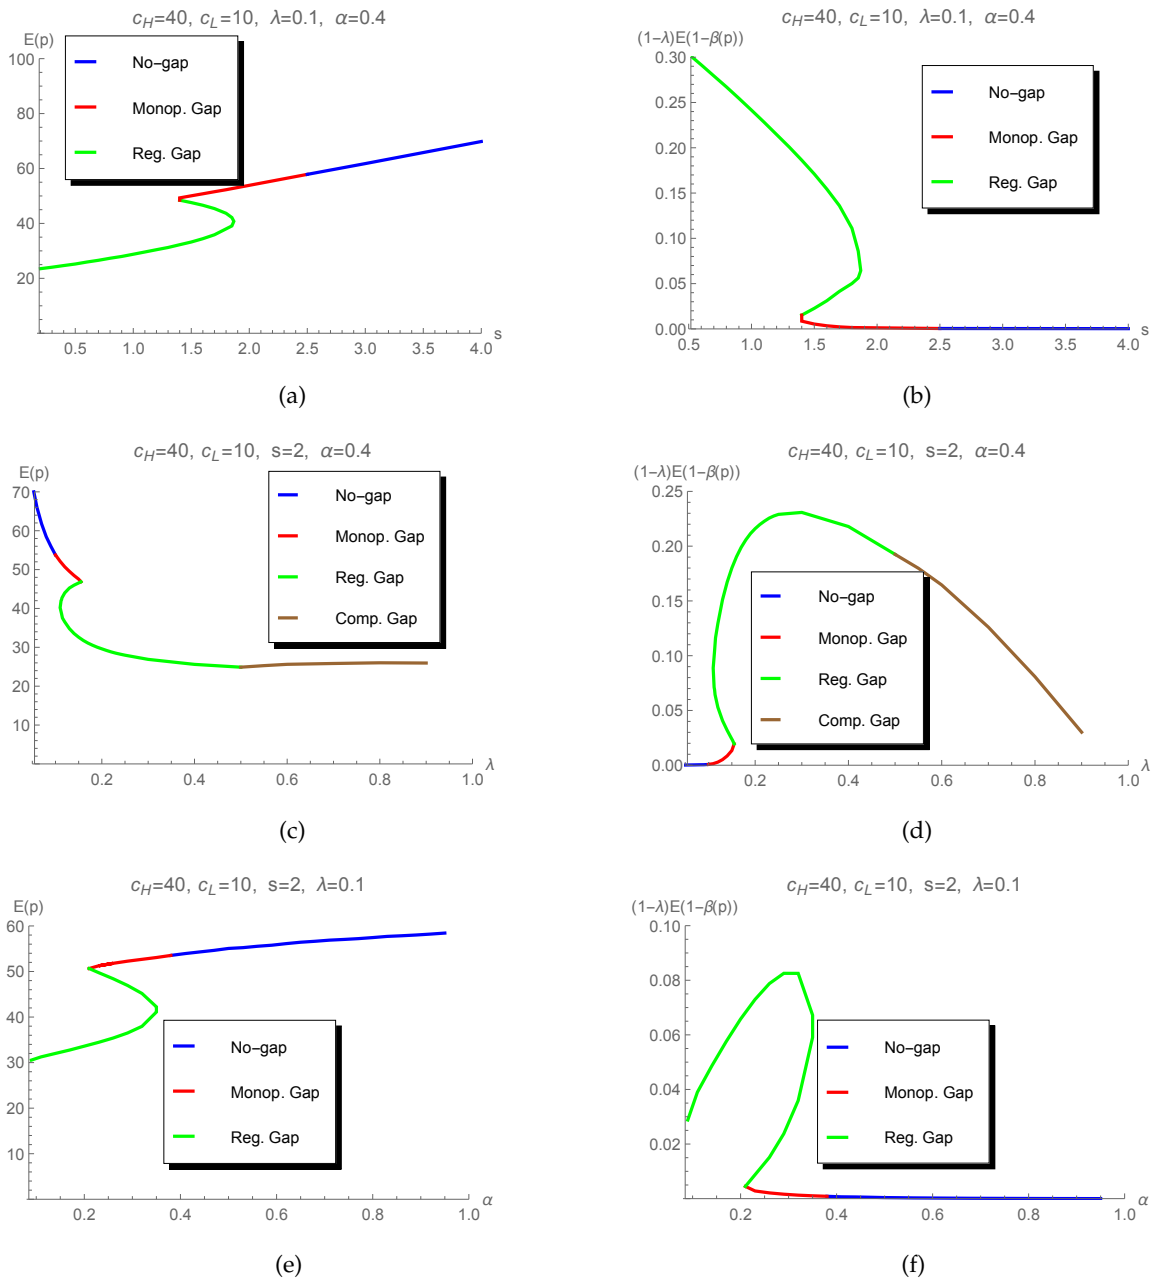 c_H=40, c_L=10, λ=0.1, α=0.4
E(p)
No-gap
Monop. Gap
Reg. Gap
100
80
60
40
20
0.5 1.0 1.5 2.0 2.5 3.0 3.5 4.0
s
(a)
c_H=40, c_L=10, λ=0.1, α=0.4
(1-λ)E(1-β(p))
No-gap
Monop. Gap
Reg. Gap
0.30
0.25
0.20
0.15
0.10
0.05
0.00
0.5 1.0 1.5 2.0 2.5 3.0 3.5 4.0
s
(b)
c_H=40, c_L=10, s=2, α=0.4
E(p)
No-gap
Monop. Gap
Reg. Gap
Comp. Gap
70
60
50
40
30
20
10
0.2 0.4 0.6 0.8 1.0
λ
(c)
c_H=40, c_L=10, s=2, α=0.4
(1-λ)E(1-β(p))
No-gap
Monop. Gap
Reg. Gap
Comp. Gap
0.25
0.20
0.15
0.10
0.05
0.00
0.2 0.4 0.6 0.8 1.0
λ
(d)
c_H=40, c_L=10, s=2, λ=0.1
E(p)
No-gap
Monop. Gap
Reg. Gap
60
50
40
30
20
10
0.2 0.4 0.6 0.8 1.0
α
(e)
c_H=40, c_L=10, s=2, λ=0.1
(1-λ)E(1-β(p))
No-gap
Monop. Gap
Reg. Gap
0.10
0.08
0.06
0.04
0.02
0.2 0.4 0.6 0.8 1.0
α
(f)